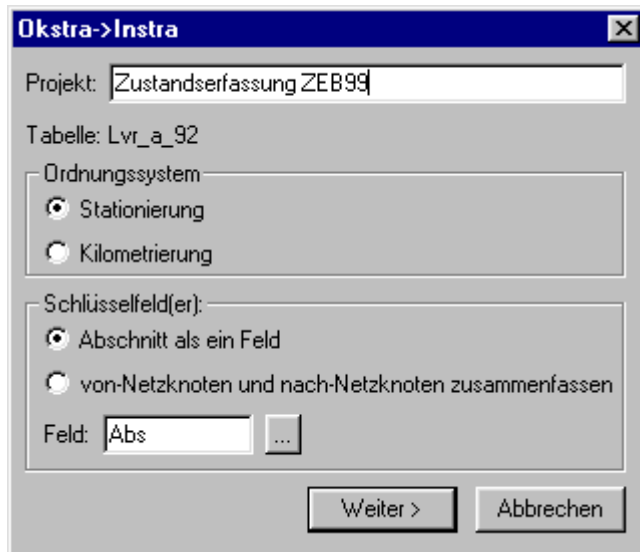 Okstra->Instra
Projekt: Zustandserfassung ZEB99
Tabelle: Lvr_a_92
Ordnungssystem
Stationierung
Kilometrierung
Schlüsselfeld(er):
Abschnitt als ein Feld
von-Netzknoten und nach-Netzknoten zusammenfassen
Feld: Abs ...
Weiter > Abbrechen